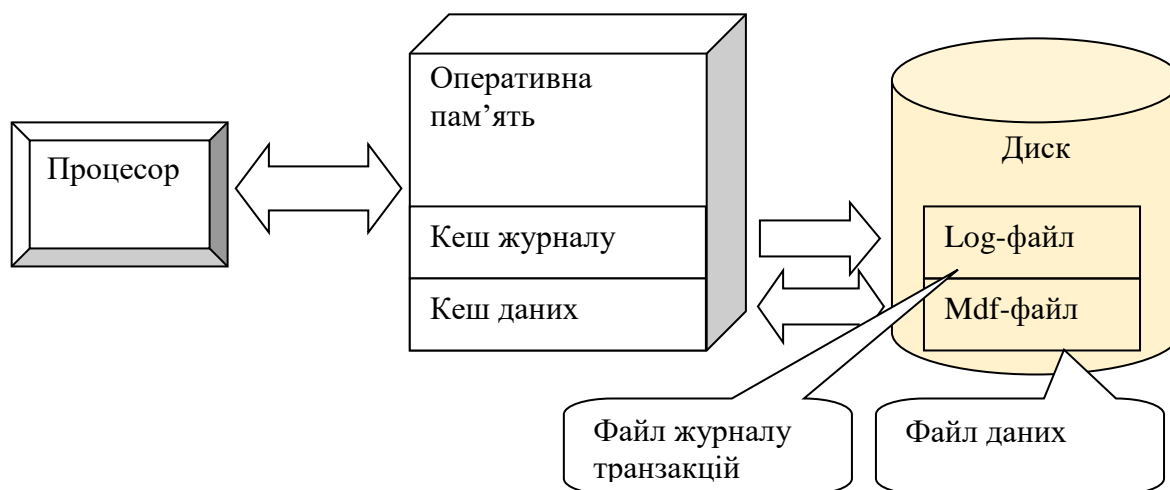 Оперативна
пам’ять
Процесор
Диск
Кеш журналу
Log-файл
Кеш даних
Mdf-файл
Файл журналу
транзакцій
Файл даних